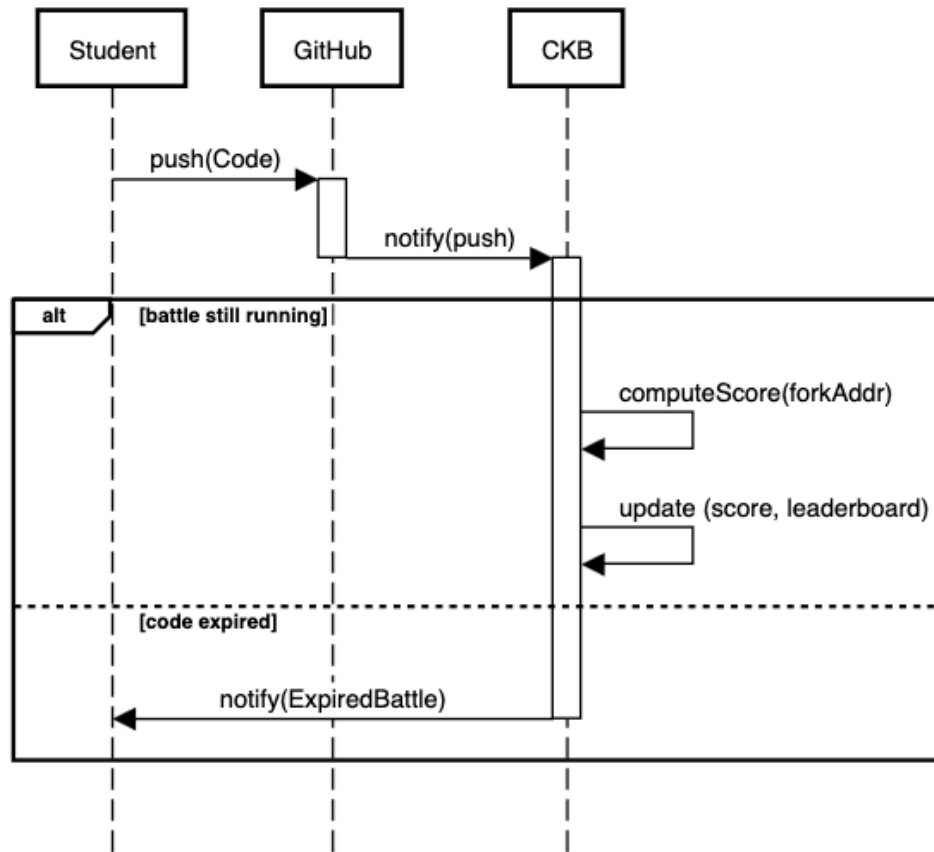 Student
GitHub
CKB
push(Code)
notify(push)
alt
[battle still running]
computeScore(forkAddr)
update (score, leaderboard)
[code expired]
notify(ExpiredBattle)